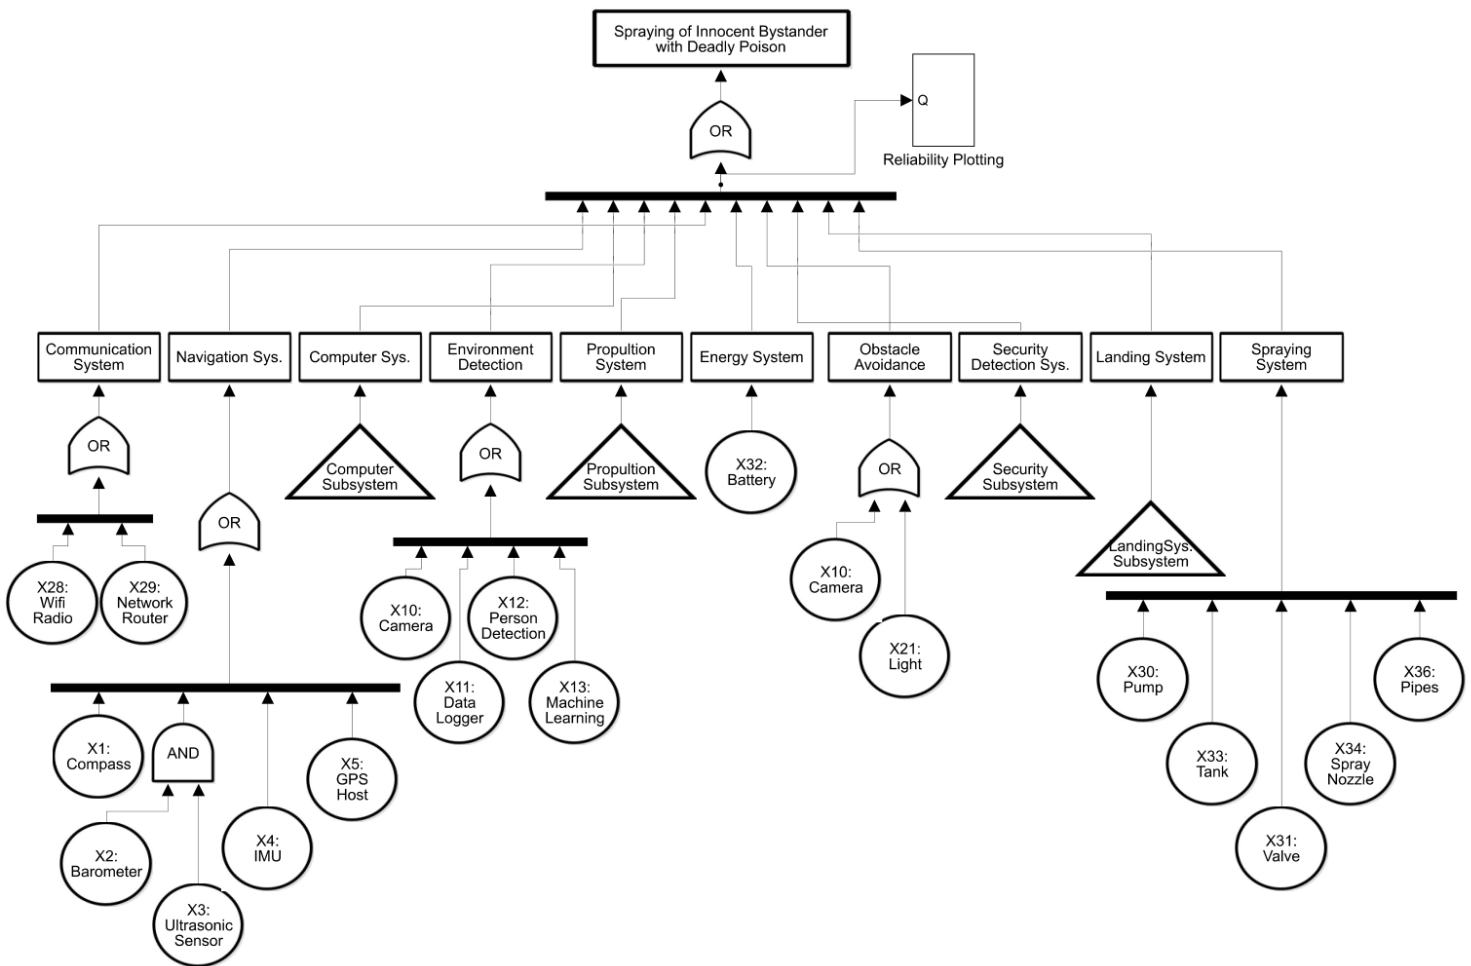 Spraying of Innocent Bystander
with Deadly Poison
Q
OR
Reliability Plotting
Communication
System
Navigation Sys.
Computer Sys.
Environment
Detection
Propultion
System
Energy System
Obstacle
Avoidance
Security
Detection Sys.
Landing System
Spraying
System
OR
OR
OR
OR
Computer
Subsystem
Propultion
Subsystem
X32:
Battery
Security
Subsystem
LandingSys.
Subsystem
X28:
Wifi
Radio
X29:
Network
Router
X10:
Camera
X12:
Person
Detection
X10:
Camera
X11:
Data
Logger
X13:
Machine
Learning
X21:
Light
X30:
Pump
X36:
Pipes
X1:
Compass
AND
X5:
GPS
Host
X33:
Tank
X34:
Spray
Nozzle
X2:
Barometer
X4:
IMU
X31:
Valve
X3:
Ultrasonic
Sensor